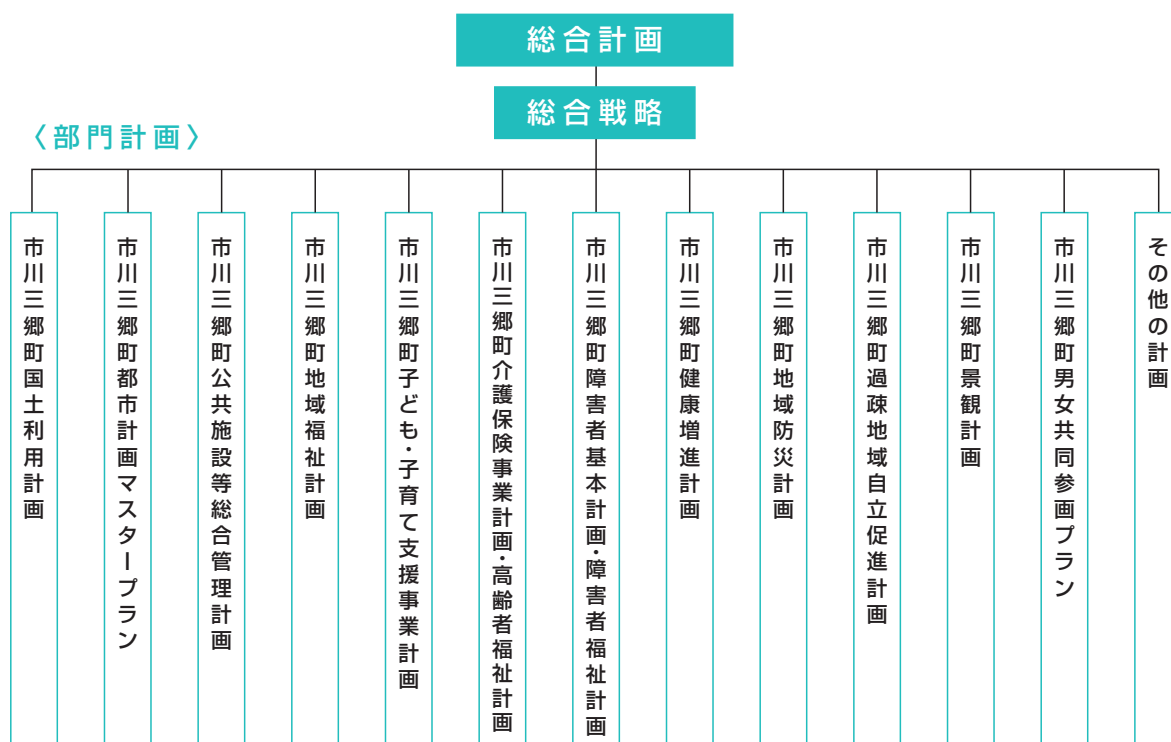 総合計画
総合戦略
〈部門計画〉
市川三郷町国土利用計画
市川三郷町都市計画マスタープラン
市川三郷町公共施設等総合管理計画
市川三郷町地域福祉計画
市川三郷町子ども・子育て支援事業計画
市川三郷町介護保険事業計画・高齢者福祉計画
市川三郷町障害者基本計画・障害者福祉計画
市川三郷町健康増進計画
市川三郷町地域防災計画
市川三郷町過疎地域自立促進計画
市川三郷町景観計画
市川三郷町男女共同参画プラン
その他の計画